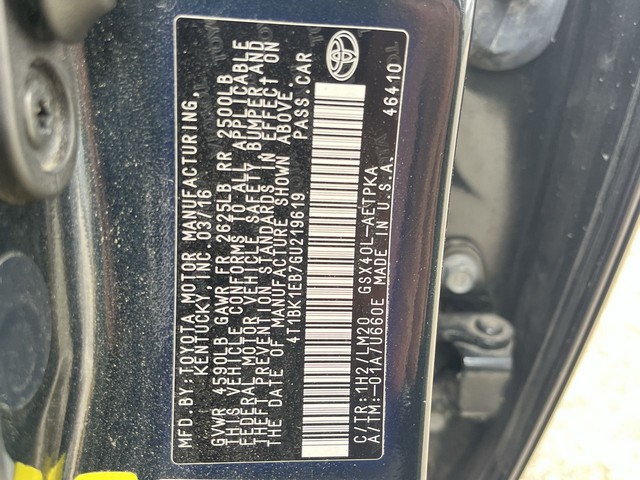 MFD.BY:TOYOTA MOTOR MANUFACTURING,
KENTUCKY, INC 03/16
GVWR 4590LB GAWR FR 2625LB RR 2500LB
THIS VEHICLE CONFORMS TO ALL APPLICABLE
FEDERAL MOTOR VEHICLE SAFETY, BUMPER, AND
THEFT PREVENTION STANDARDS IN EFFECT ON
THE DATE OF MANUFACTURE SHOWN ABOVE.
4T1BK1EB7GU219619 PASS.CAR
C/TR:1H2/LM20 GSX40L-AETPKA
A/TM:-01A/U660E MADE IN U.S.A. 46410